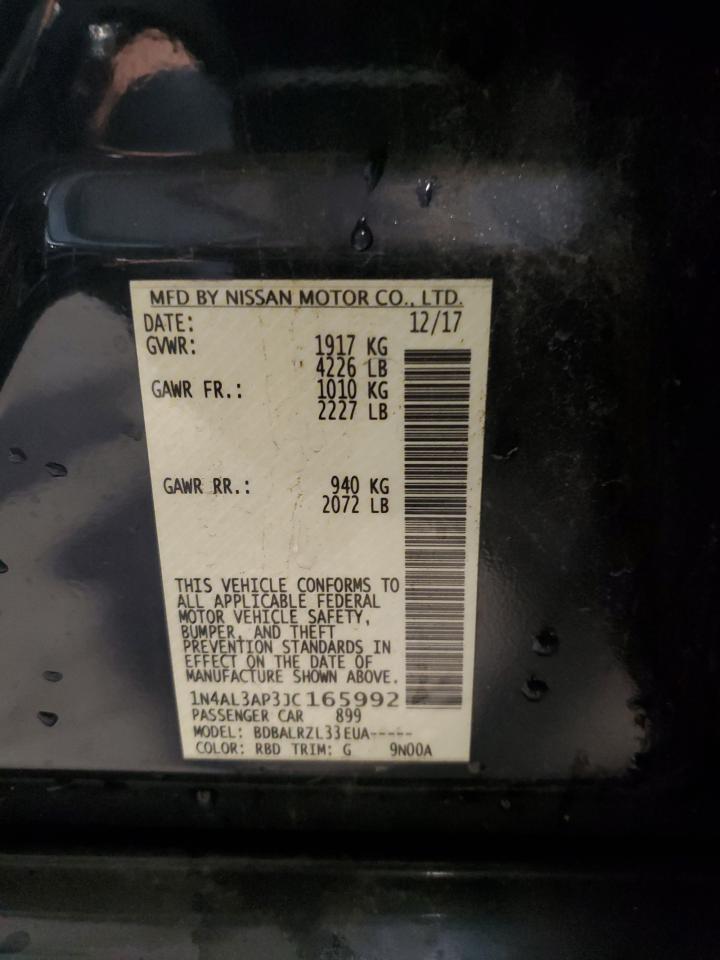 MFD BY NISSAN MOTOR CO., LTD.
DATE: 12/17
GVWR: 1917 KG
4226 LB
GAWR FR.: 1010 KG
2227 LB
GAWR RR.: 940 KG
2072 LB
THIS VEHICLE CONFORMS TO
ALL APPLICABLE FEDERAL
MOTOR VEHICLE SAFETY,
BUMPER, AND THEFT
PREVENTION STANDARDS IN
EFFECT ON THE DATE OF
MANUFACTURE SHOWN ABOVE.
1N4AL3AP3JC165992
PASSENGER CAR 899
MODEL: BDBALRZL33EUA-----
COLOR: RBD TRIM: G 9N00A